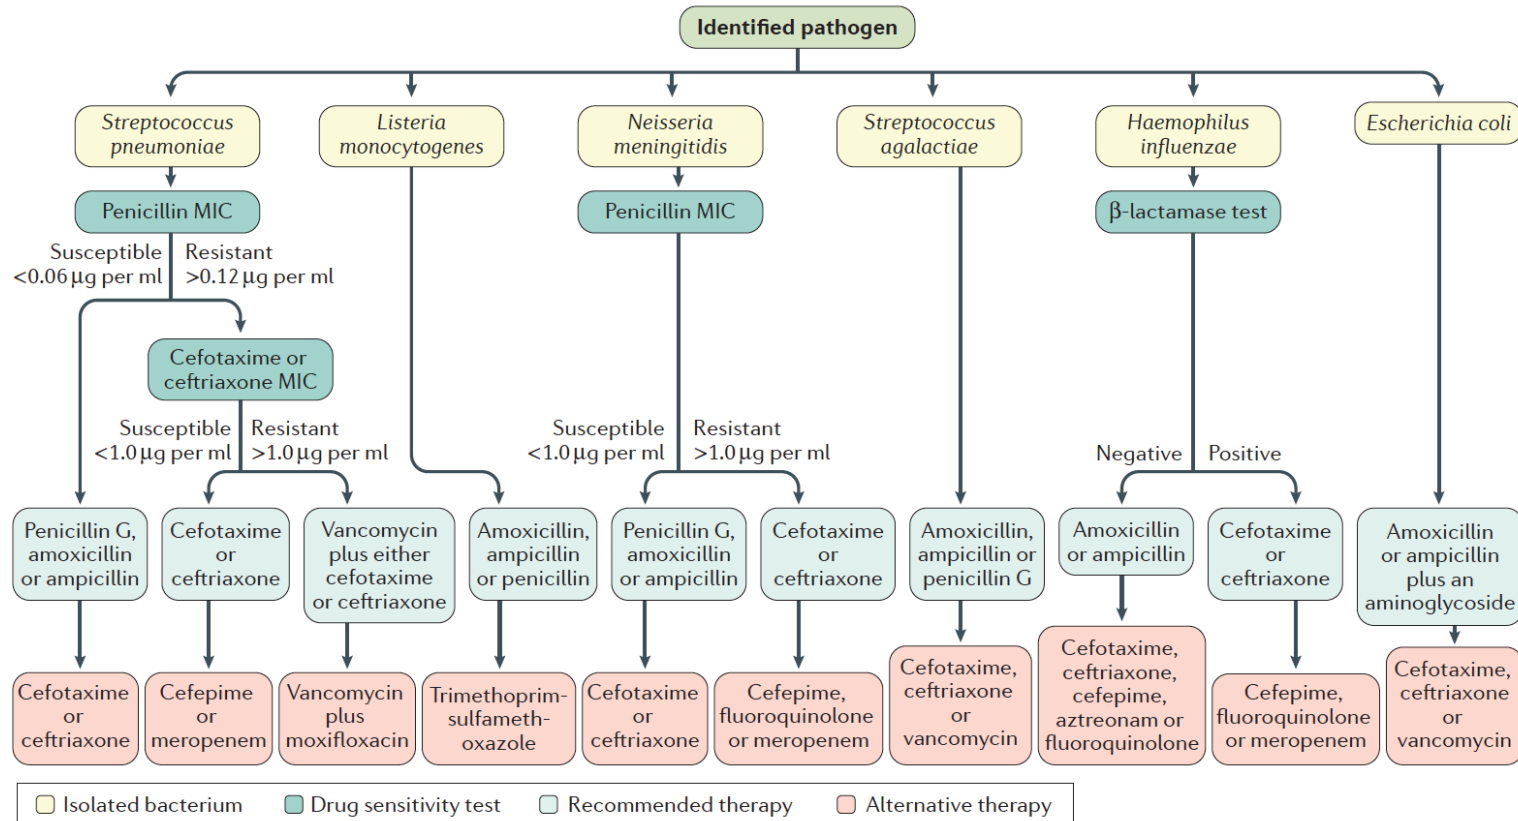 Identified pathogen
Streptococcus
pneumoniae
Listeria
monocytogenes
Neisseria
meningitidis
Streptococcus
agalactiae
Haemophilus
influenzae
Escherichia coli
Penicillin MIC
Penicillin MIC
β-lactamase test
Susceptible
<0.06 μg per ml
Resistant
>0.12 μg per ml
Cefotaxime or
ceftriaxone MIC
Susceptible
<1.0 μg per ml
Resistant
>1.0 μg per ml
Susceptible
<1.0 μg per ml
Resistant
>1.0 μg per ml
Negative
Positive
Penicillin G,
amoxicillin
or ampicillin
Cefotaxime
or
ceftriaxone
Vancomycin
plus either
cefotaxime
or ceftriaxone
Amoxicillin,
ampicillin
or penicillin
Penicillin G,
amoxicillin
or ampicillin
Cefotaxime
or
ceftriaxone
Amoxicillin,
ampicillin or
penicillin G
Amoxicillin
or ampicillin
Cefotaxime
or
ceftriaxone
Amoxicillin
or ampicillin
plus an
aminoglycoside
Cefotaxime
or
ceftriaxone
Cefepime
or
meropenem
Vancomycin
plus
moxifloxacin
Trimethoprim-
sulfameth-
oxazole
Cefotaxime
or
ceftriaxone
Cefepime,
fluoroquinolone
or meropenem
Cefotaxime,
ceftriaxone
or
vancomycin
Cefotaxime,
ceftriaxone,
cefepime,
aztreonam or
fluoroquinolone
Cefepime,
fluoroquinolone
or meropenem
Cefotaxime,
ceftriaxone
or
vancomycin
Isolated bacterium
Drug sensitivity test
Recommended therapy
Alternative therapy